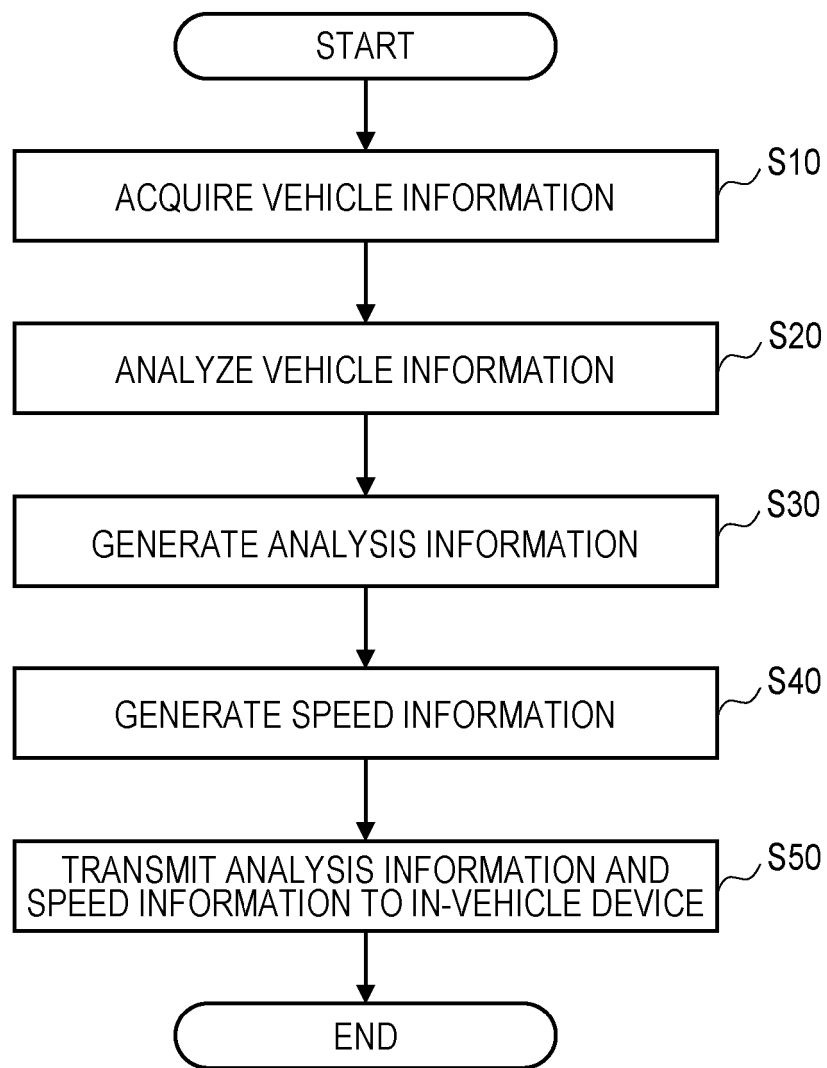 START
ACQUIRE VEHICLE INFORMATION
S10
ANALYZE VEHICLE INFORMATION
S20
GENERATE ANALYSIS INFORMATION
S30
GENERATE SPEED INFORMATION
S40
TRANSMIT ANALYSIS INFORMATION AND
SPEED INFORMATION TO IN-VEHICLE DEVICE
S50
END